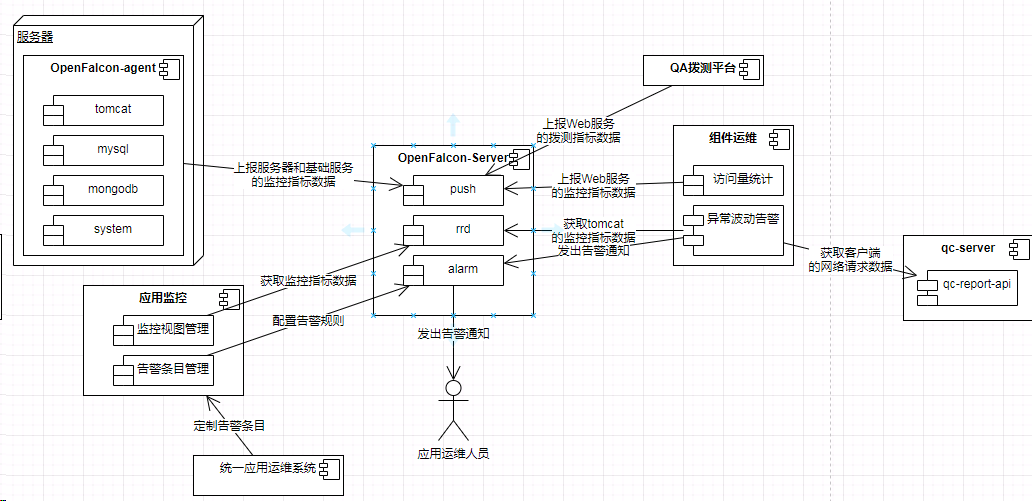 服务器
OpenFalcon-agent
tomcat
mysql
mongodb
system
上报服务器和基础服务
的监控指标数据
QA拨测平台
上报Web服务
的拨测指标数据
OpenFalcon-Server
push
rrd
alarm
上报Web服务
的监控指标数据
获取tomcat
的监控指标数据
发出告警通知
组件运维
访问量统计
异常波动告警
获取客户端
的网络请求数据
qc-server
qc-report-api
应用监控
监控视图管理
告警条目管理
获取监控指标数据
配置告警规则
发出告警通知
应用运维人员
定制告警条目
统一应用运维系统